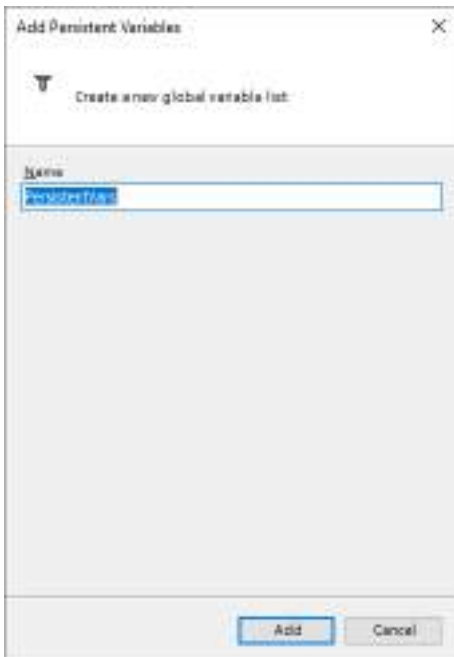 Add Persistent Variables
Create a new global variable list
Name
PersistentVars
Add
Cancel